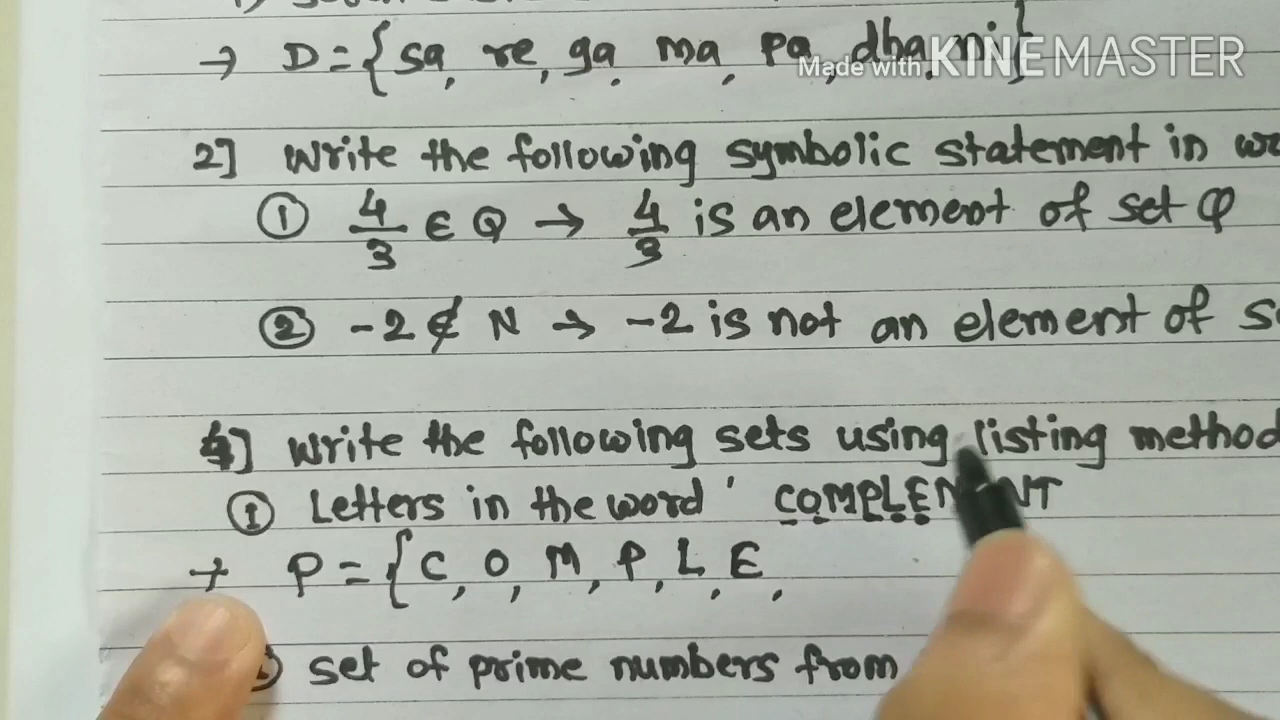 → D = {sa, re, ga, ma, pa, dha, ni}
Made with KINEMASTER
2] Write the following symbolic statement in
① 4/3 ∈ Q → 4/3 is an element of set Q
② -2 ∉ N → -2 is not an element of
4] Write the following sets using listing method
① Letters in the word ' COMPLEMENT
→ P = {C, O, M, P, L, E,
set of prime numbers from